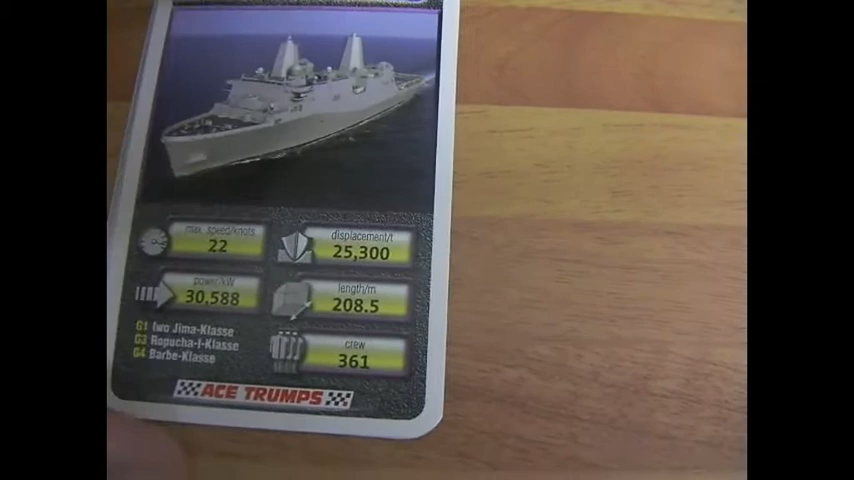 max. speed/knots
22
displacement/t
25,300
power/kW
30.588
length/m
208.5
G1 Iwo Jima-Klasse
G3 Ropucha-I-Klasse
G4 Barbe-Klasse
crew
361
ACE TRUMPS